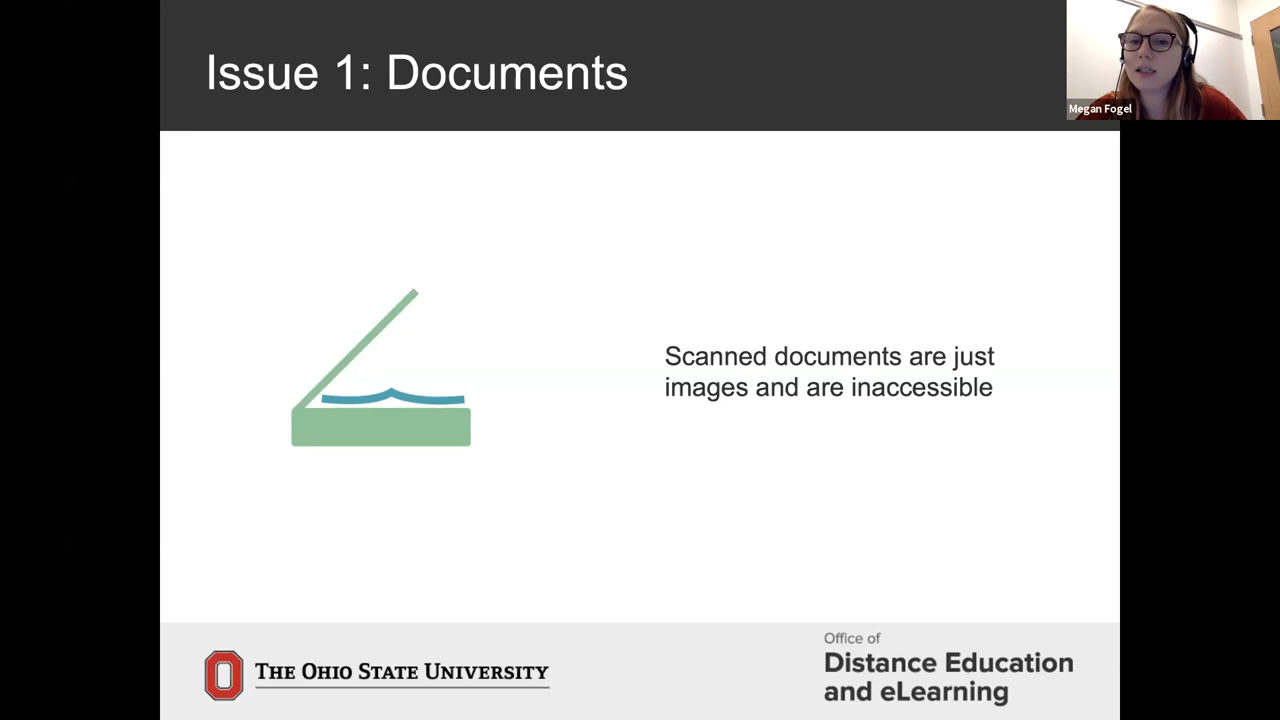 Issue 1: Documents
Megan Fogel
Scanned documents are just
images and are inaccessible
THE OHIO STATE UNIVERSITY
Office of
Distance Education
and eLearning